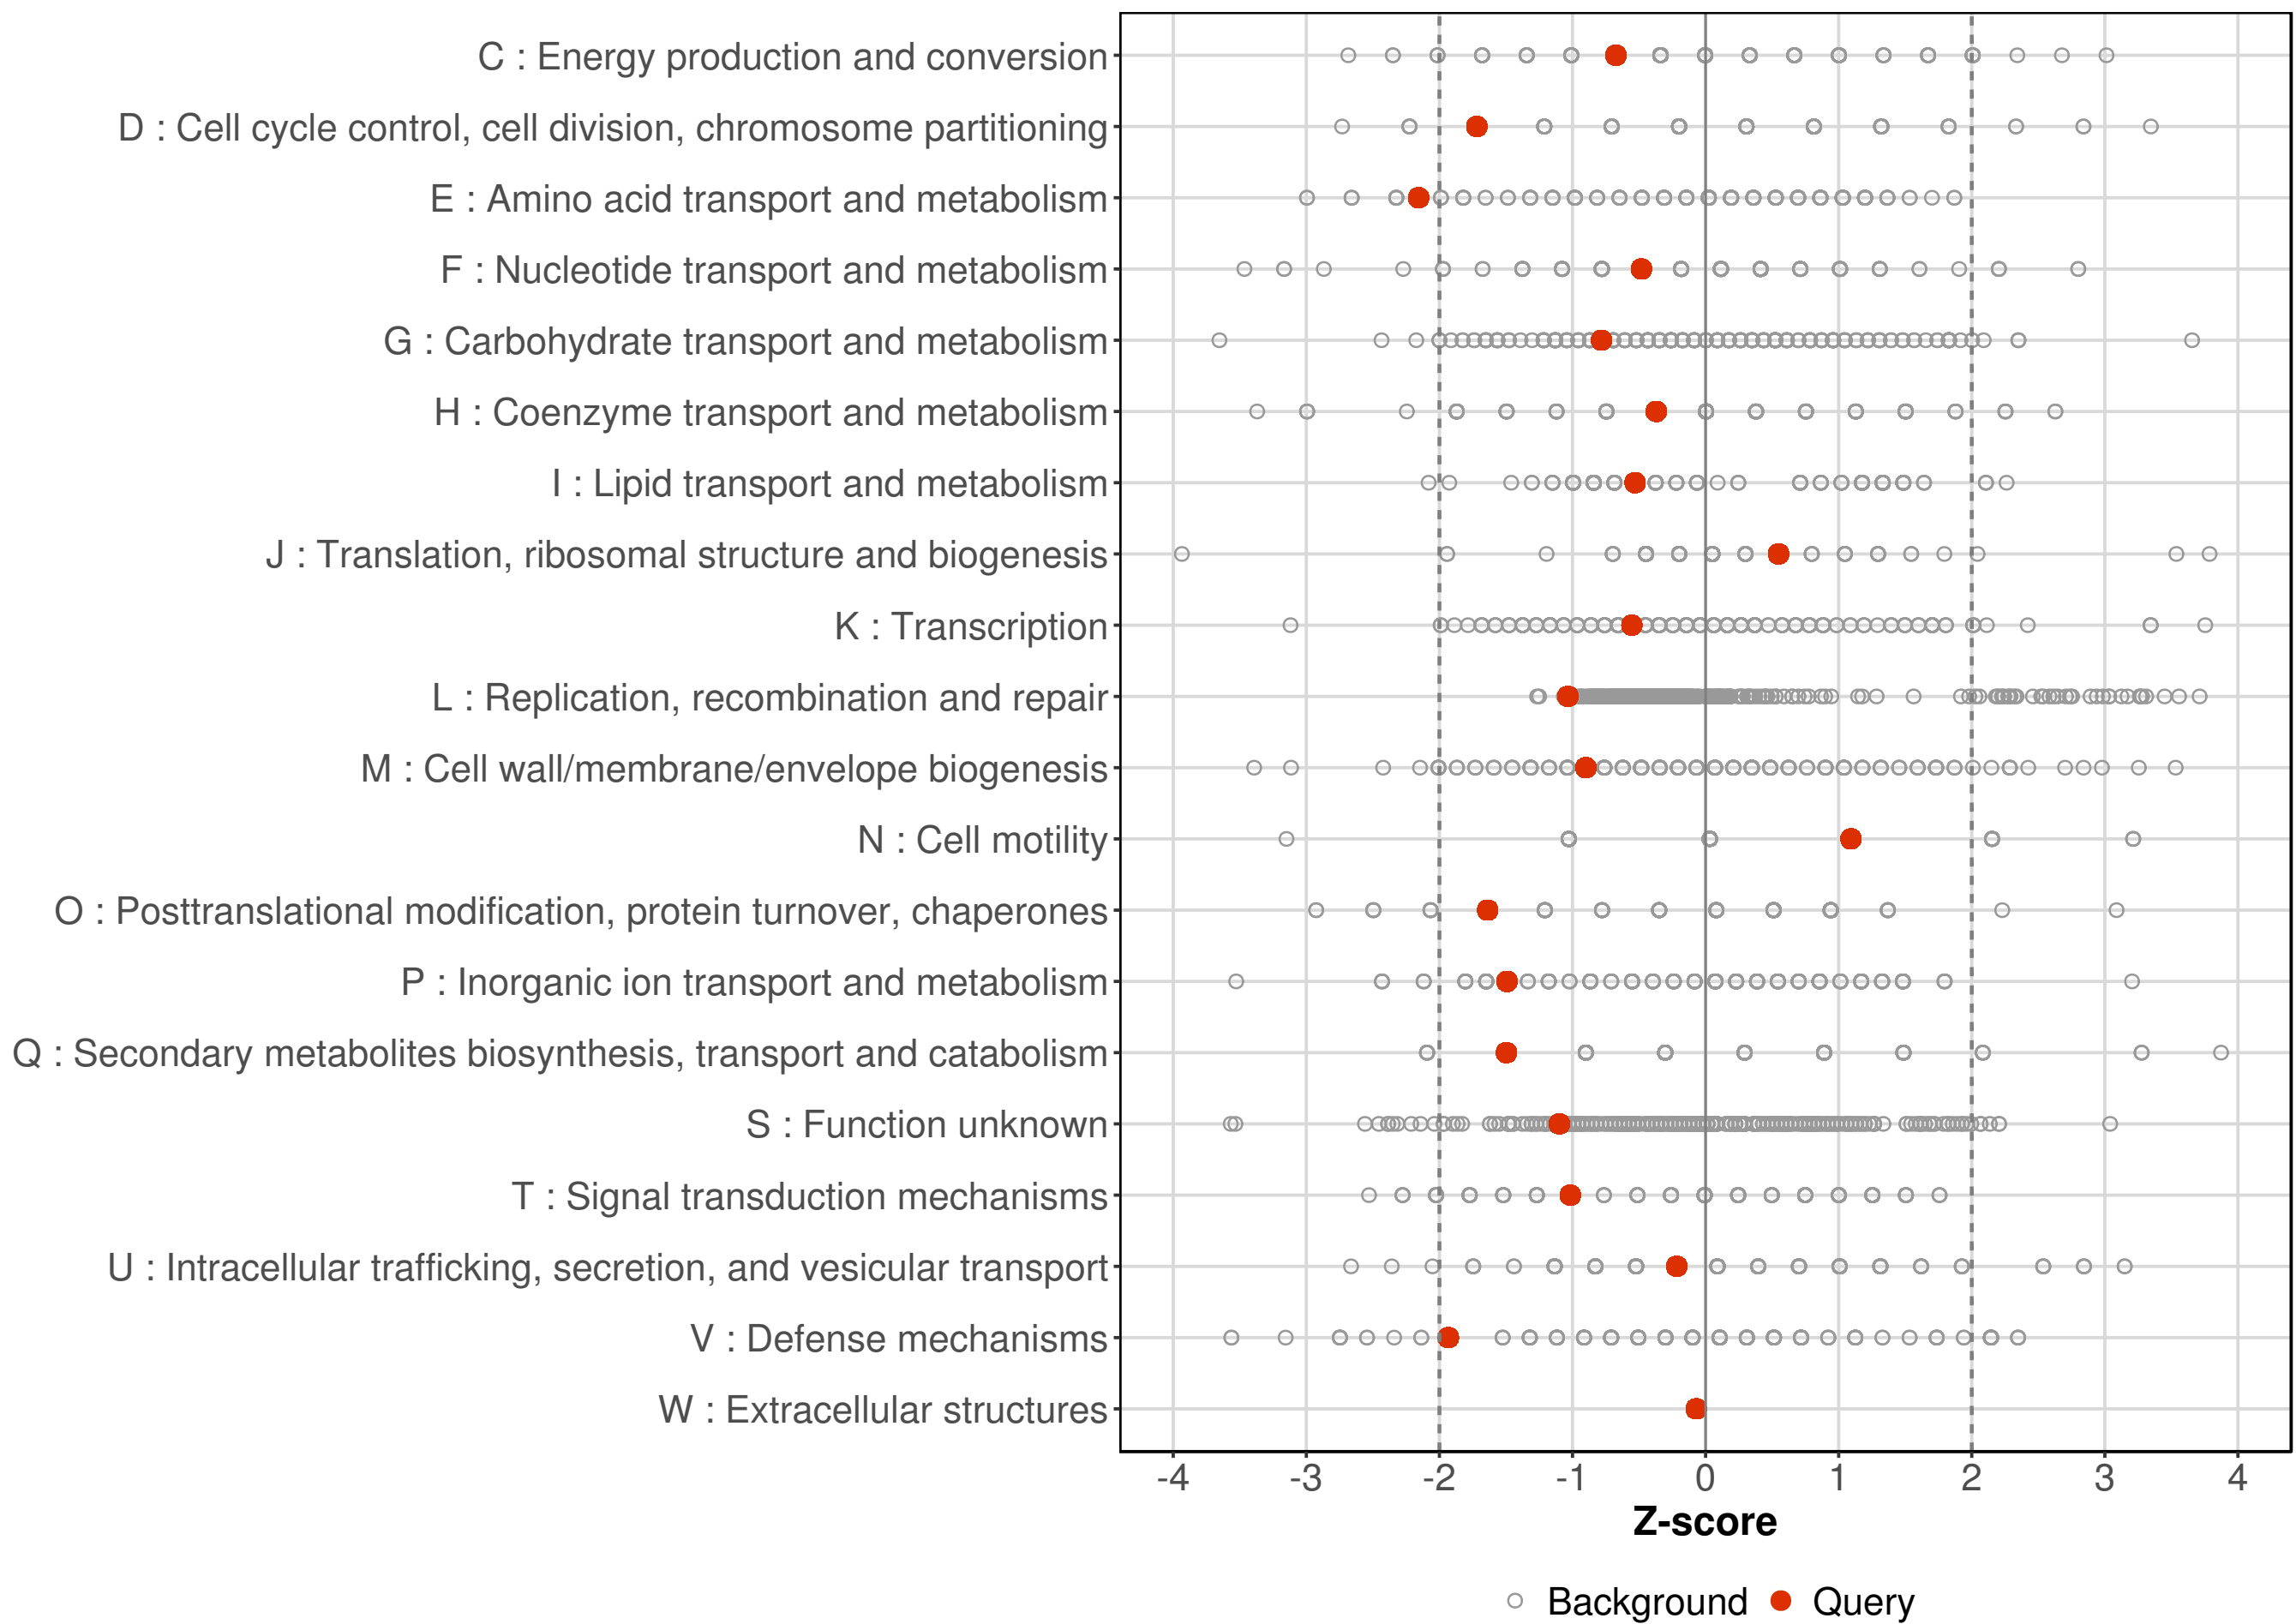 C : Energy production and conversion
D : Cell cycle control, cell division, chromosome partitioning
E : Amino acid transport and metabolism
F : Nucleotide transport and metabolism
G : Carbohydrate transport and metabolism
H : Coenzyme transport and metabolism
I : Lipid transport and metabolism
J : Translation, ribosomal structure and biogenesis
K : Transcription
L : Replication, recombination and repair
M : Cell wall/membrane/envelope biogenesis
N : Cell motility
O : Posttranslational modification, protein turnover, chaperones
P : Inorganic ion transport and metabolism
Q : Secondary metabolites biosynthesis, transport and catabolism
S : Function unknown
T : Signal transduction mechanisms
U : Intracellular trafficking, secretion, and vesicular transport
V : Defense mechanisms
W : Extracellular structures
-4 -3 -2 -1 0 1 2 3 4
Z-score
Background Query